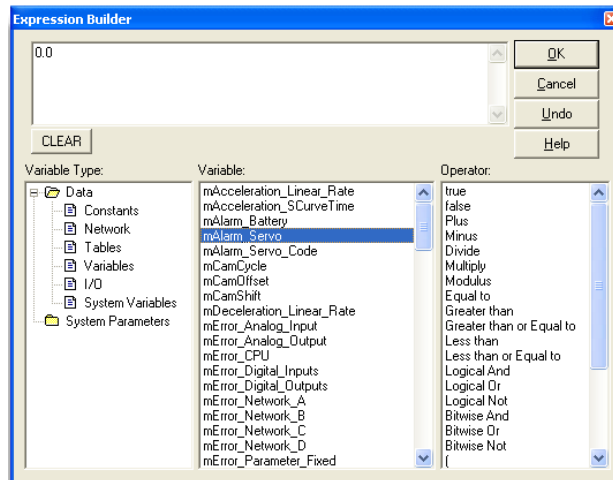 Expression Builder
0.0
OK
Cancel
Undo
Help
CLEAR
Variable Type:
Data
Constants
Network
Tables
Variables
I/O
System Variables
System Parameters
Variable:
mAcceleration_Linear_Rate
mAcceleration_SCurveTime
mAlarm_Battery
mAlarm_Servo
mAlarm_Servo_Code
mCamCycle
mCamOffset
mCamShift
mDeceleration_Linear_Rate
mError_Analog_Input
mError_Analog_Output
mError_CPU
mError_Digital_Inputs
mError_Digital_Outputs
mError_Network_A
mError_Network_B
mError_Network_C
mError_Network_D
mError_Parameter_Fixed
Operator:
true
false
Plus
Minus
Divide
Multiply
Modulus
Equal to
Greater than
Greater than or Equal to
Less than
Less than or Equal to
Logical And
Logical Or
Logical Not
Bitwise And
Bitwise Or
Bitwise Not
(